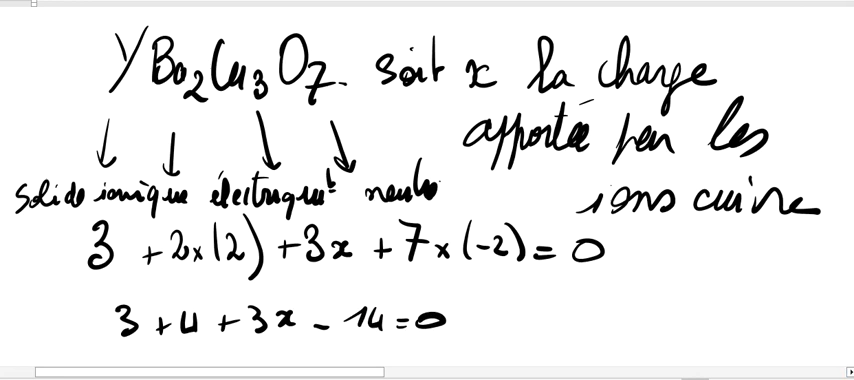 YBa₂Cu₃O₇. soit x la charge
apportée par les
ions cuivre
solide ionique électriquᵗ neutre
3 + 2×(2) + 3x + 7×(-2) = 0
3 + 4 + 3x - 14 = 0